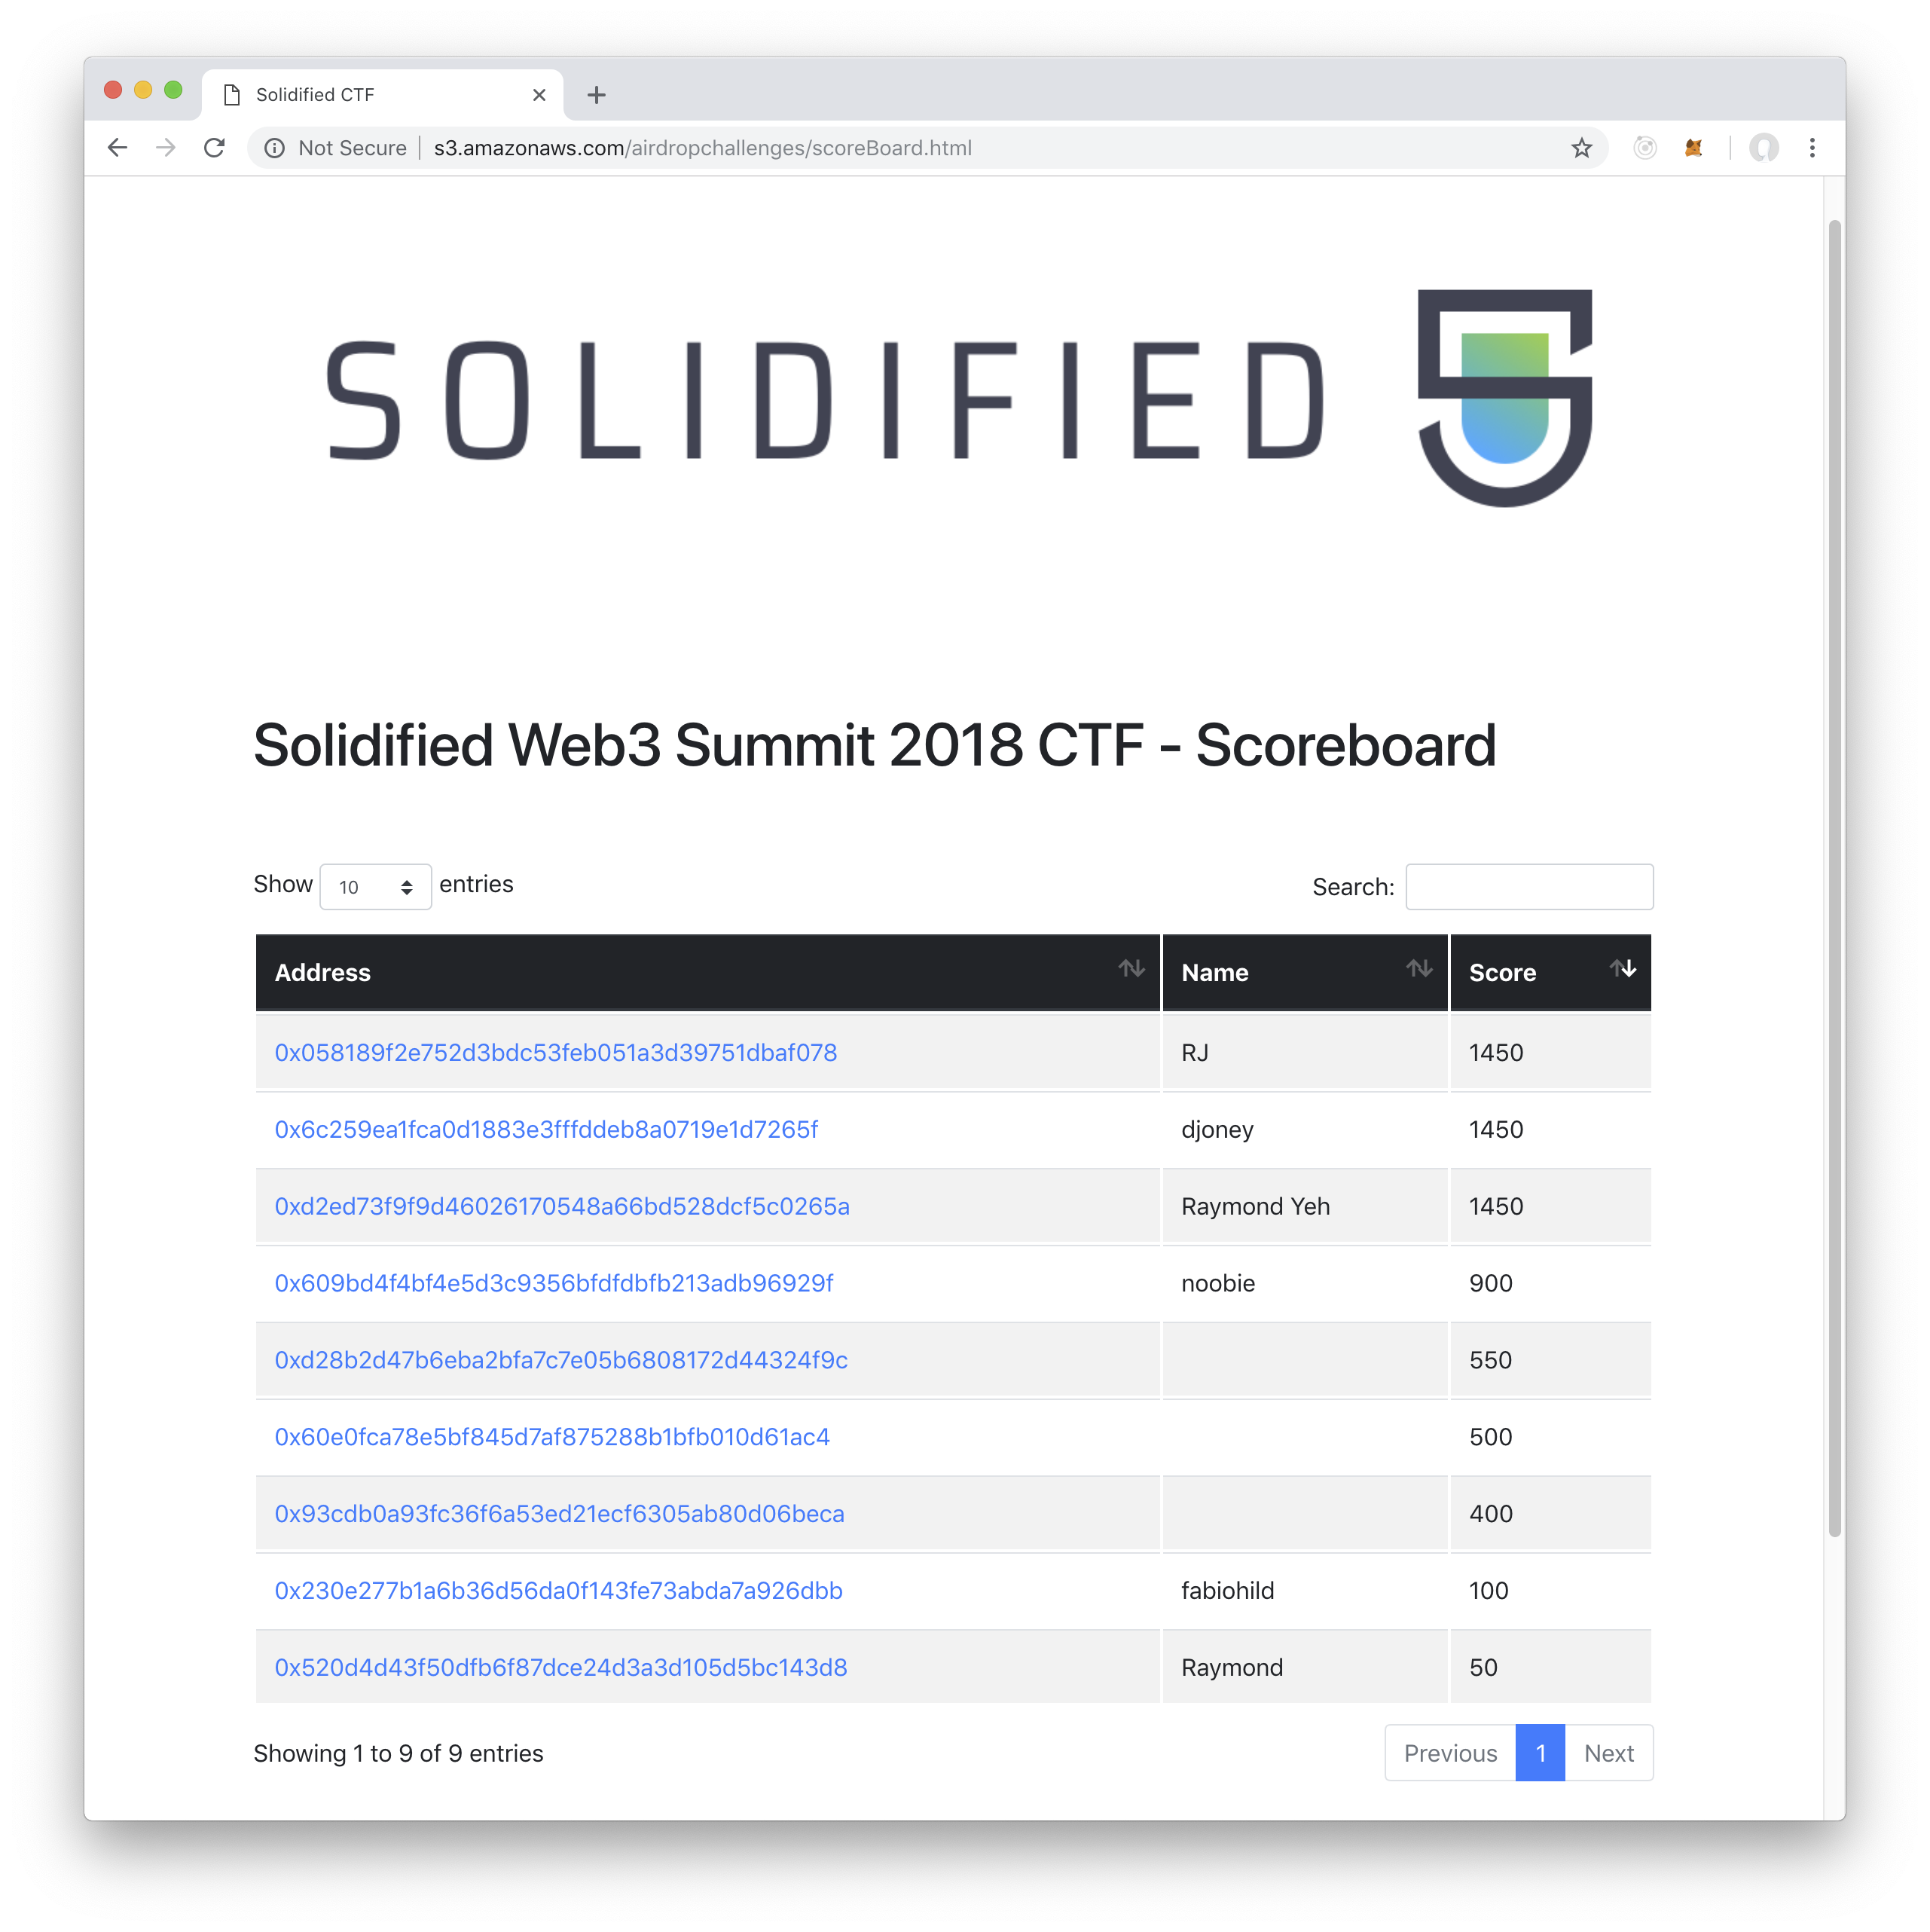 Solidified CTF
Not Secure s3.amazonaws.com/airdropchallenges/scoreBoard.html
SOLIDIFIED
Solidified Web3 Summit 2018 CTF - Scoreboard
Show 10 entries Search:
Address Name Score
0x058189f2e752d3bdc53feb051a3d39751dbaf078 RJ 1450
0x6c259ea1fca0d1883e3fffddeb8a0719e1d7265f djoney 1450
0xd2ed73f9f9d46026170548a66bd528dcf5c0265a Raymond Yeh 1450
0x609bd4f4bf4e5d3c9356bfdfdbfb213adb96929f noobie 900
0xd28b2d47b6eba2bfa7c7e05b6808172d44324f9c 550
0x60e0fca78e5bf845d7af875288b1bfb010d61ac4 500
0x93cdb0a93fc36f6a53ed21ecf6305ab80d06beca 400
0x230e277b1a6b36d56da0f143fe73abda7a926dbb fabiohild 100
0x520d4d43f50dfb6f87dce24d3a3d105d5bc143d8 Raymond 50
Showing 1 to 9 of 9 entries Previous 1 Next